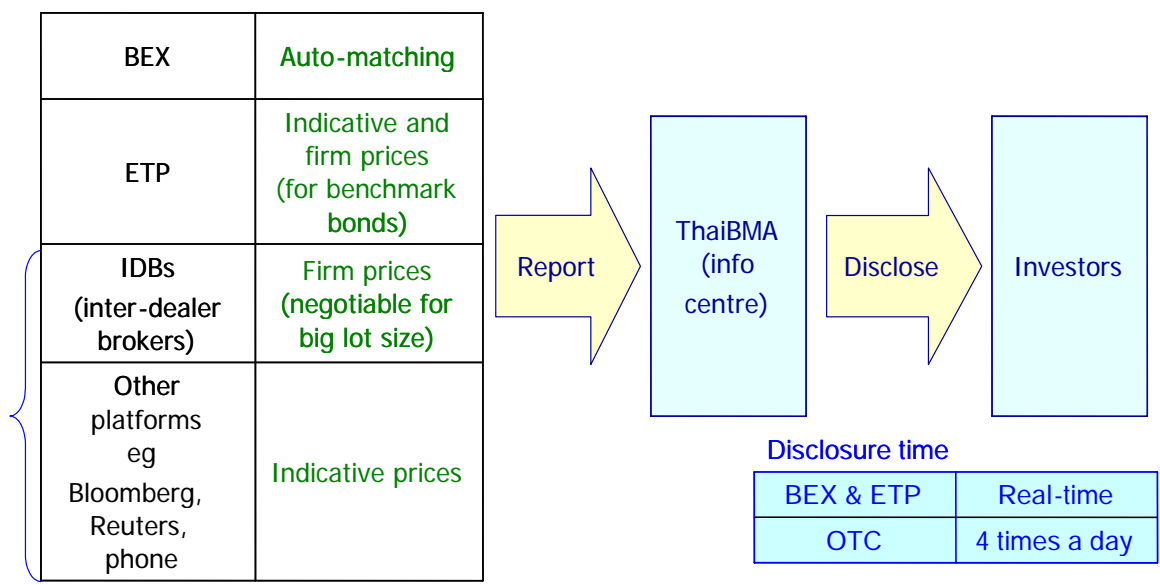 BEX
Auto-matching
ETP
Indicative and
firm prices
(for benchmark
bonds)
IDBs
(inter-dealer
brokers)
Firm prices
(negotiable for
big lot size)
Other
platforms
eg
Bloomberg,
Reuters,
phone
Indicative prices
Report
ThaiBMA
(info
centre)
Disclose
Investors
Disclosure time
BEX & ETP
Real-time
OTC
4 times a day